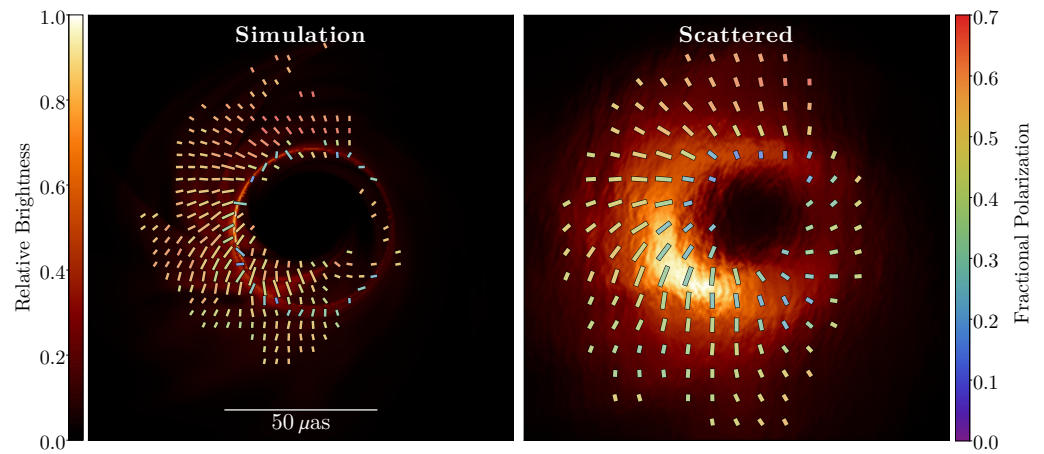 Simulation
Scattered
Relative Brightness
1.0
0.8
0.6
0.4
0.2
0.0
50 μas
0.7
0.6
0.5
0.4
0.3
0.2
0.1
0.0
Fractional Polarization